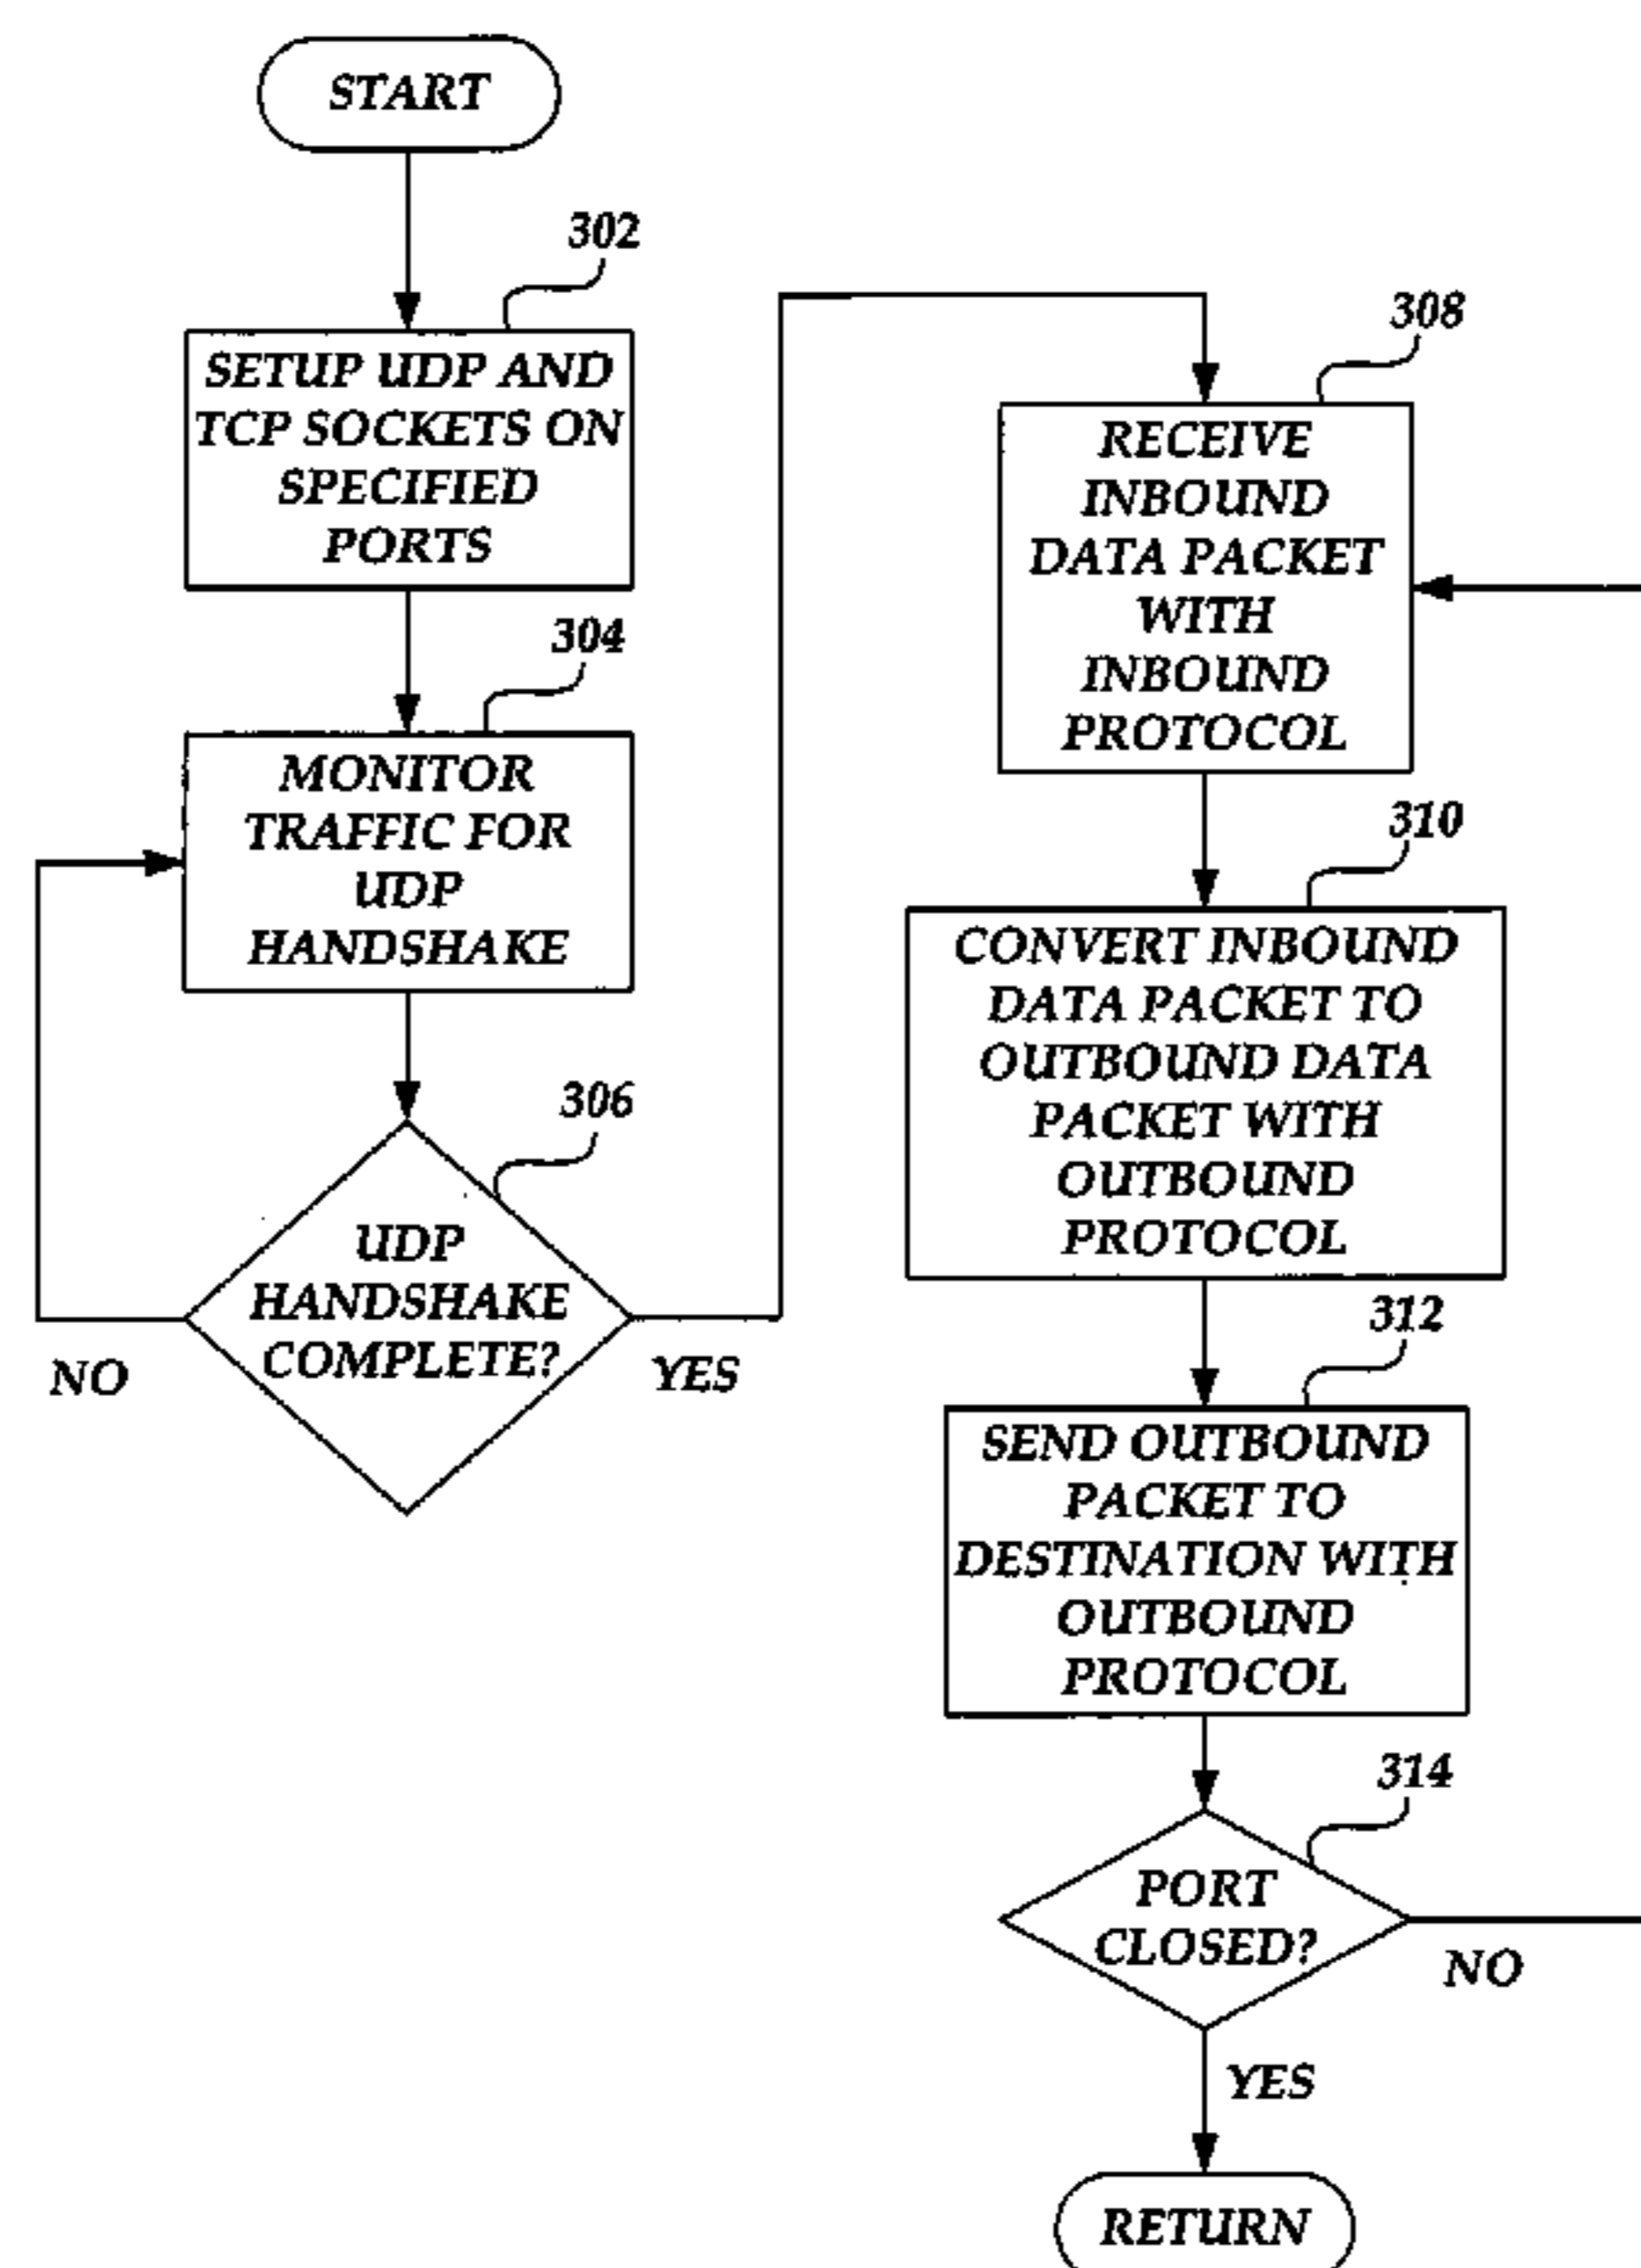 START
302
SETUP UDP AND
TCP SOCKETS ON
SPECIFIED
PORTS
304
MONITOR
TRAFFIC FOR
UDP
HANDSHAKE
306
UDP
HANDSHAKE
COMPLETE?
NO
YES
308
RECEIVE
INBOUND
DATA PACKET
WITH
INBOUND
PROTOCOL
310
CONVERT INBOUND
DATA PACKET TO
OUTBOUND DATA
PACKET WITH
OUTBOUND
PROTOCOL
312
SEND OUTBOUND
PACKET TO
DESTINATION WITH
OUTBOUND
PROTOCOL
314
PORT
CLOSED?
NO
YES
RETURN